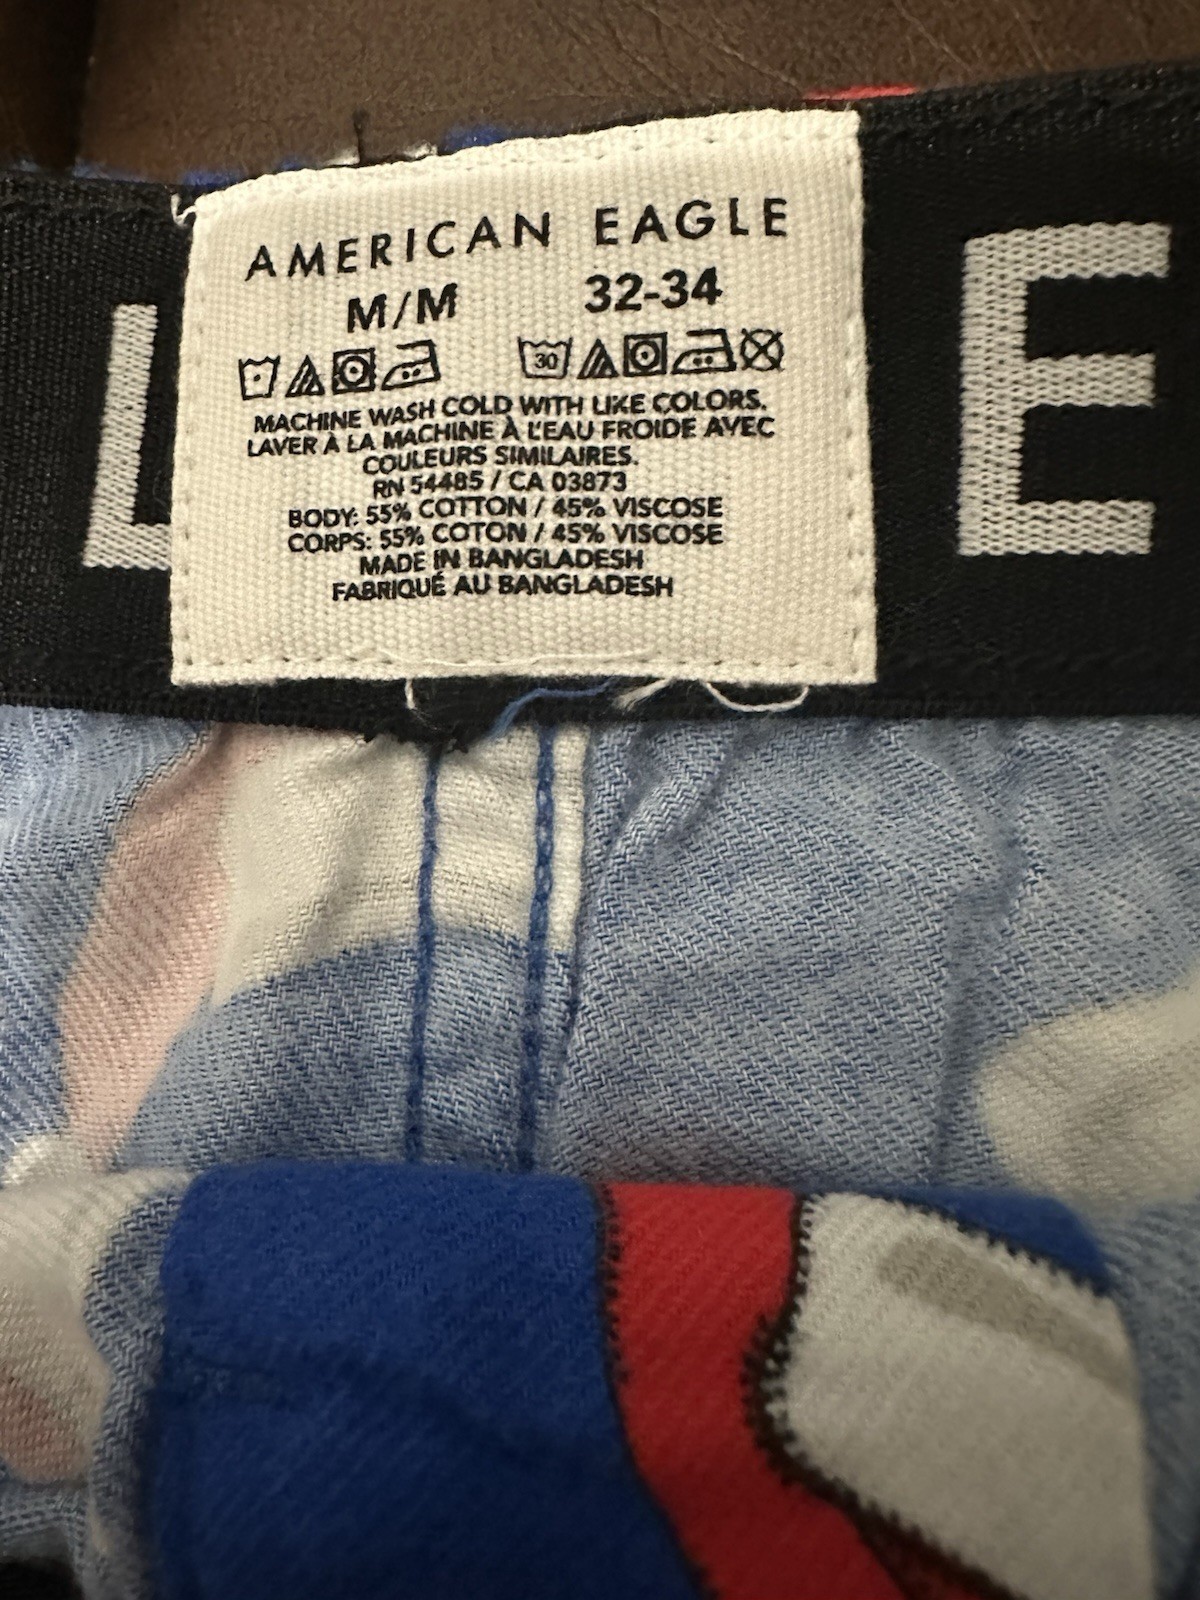 AMERICAN EAGLE
M/M 32-34
30
MACHINE WASH COLD WITH LIKE COLORS.
LAVER À LA MACHINE À L'EAU FROIDE AVEC
COULEURS SIMILAIRES.
RN 54485 / CA 03873
BODY: 55% COTTON / 45% VISCOSE
CORPS: 55% COTON / 45% VISCOSE
MADE IN BANGLADESH
FABRIQUÉ AU BANGLADESH
L E